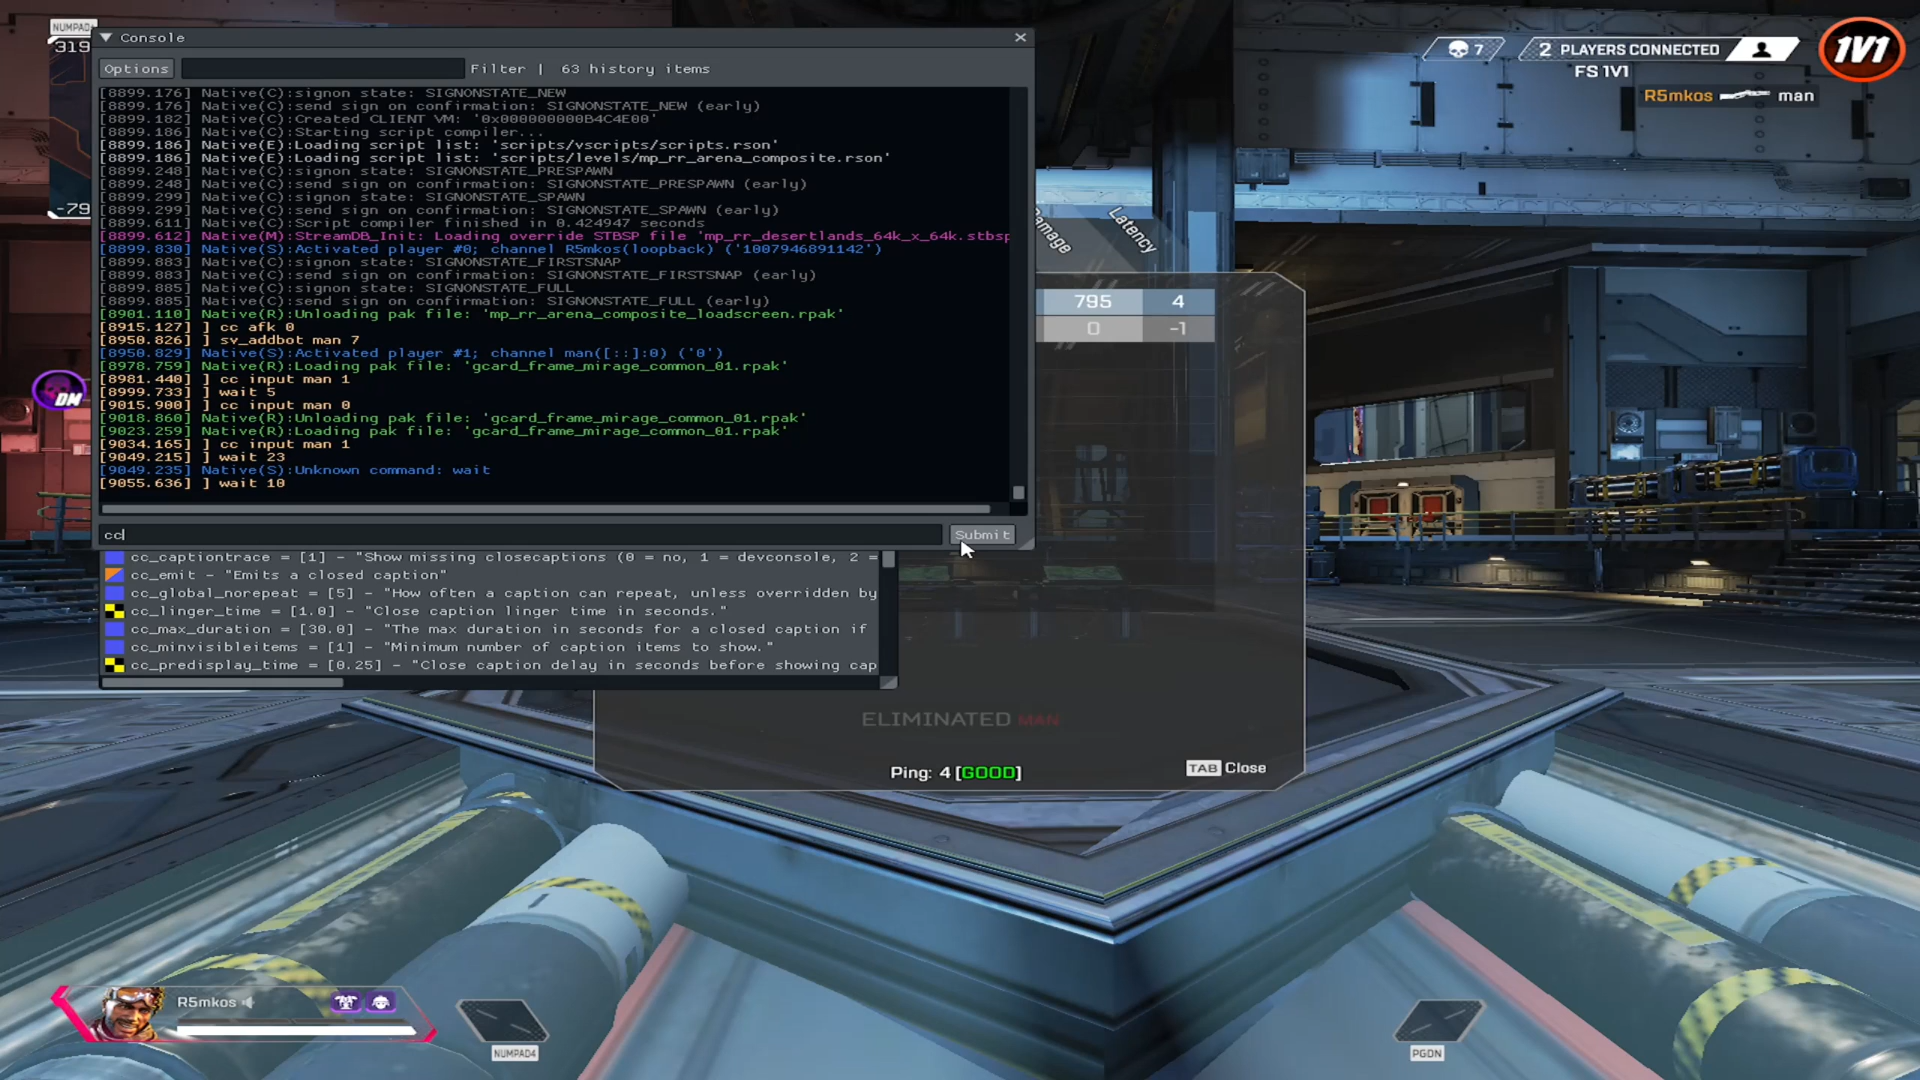 NUMPAD
319
-79
Console
Options
Filter | 63 history items
[8899.176] Native(C):signon state: SIGNONSTATE_NEW
[8899.176] Native(C):send sign on confirmation: SIGNONSTATE_NEW (early)
[8899.182] Native(C):Created CLIENT VM: '0x000000000B4C4E00'
[8899.186] Native(C):Starting script compiler...
[8899.186] Native(E):Loading script list: 'scripts/vscripts/scripts.rson'
[8899.186] Native(E):Loading script list: 'scripts/levels/mp_rr_arena_composite.rson'
[8899.248] Native(C):signon state: SIGNONSTATE_PRESPAWN
[8899.248] Native(C):send sign on confirmation: SIGNONSTATE_PRESPAWN (early)
[8899.299] Native(C):signon state: SIGNONSTATE_SPAWN
[8899.299] Native(C):send sign on confirmation: SIGNONSTATE_SPAWN (early)
[8899.611] Native(C):Script compiler finished in 0.424947 seconds
[8899.612] Native(M):StreamDB_Init: Loading override STBSP file 'mp_rr_desertlands_64k_x_64k.stbsp
[8899.830] Native(S):Activated player #0; channel R5mkos(loopback) ('1007946891142')
[8899.883] Native(C):signon state: SIGNONSTATE_FIRSTSNAP
[8899.883] Native(C):send sign on confirmation: SIGNONSTATE_FIRSTSNAP (early)
[8899.885] Native(C):signon state: SIGNONSTATE_FULL
[8899.885] Native(C):send sign on confirmation: SIGNONSTATE_FULL (early)
[8901.110] Native(R):Unloading pak file: 'mp_rr_arena_composite_loadscreen.rpak'
[8915.127] ] cc afk 0
[8950.826] ] sv_addbot man 7
[8950.829] Native(S):Activated player #1; channel man([::]:0) ('0')
[8978.759] Native(R):Loading pak file: 'gcard_frame_mirage_common_01.rpak'
[8981.440] ] cc input man 1
[8999.733] ] wait 5
[9015.900] ] cc input man 0
[9018.860] Native(R):Unloading pak file: 'gcard_frame_mirage_common_01.rpak'
[9023.259] Native(R):Loading pak file: 'gcard_frame_mirage_common_01.rpak'
[9034.165] ] cc input man 1
[9049.215] ] wait 23
[9049.235] Native(S):Unknown command: wait
[9055.636] ] wait 10
cc
Submit
cc_captiontrace = [1] - "Show missing closecaptions (0 = no, 1 = devconsole, 2 =
cc_emit - "Emits a closed caption"
cc_global_norepeat = [5] - "How often a caption can repeat, unless overridden by
cc_linger_time = [1.0] - "Close caption linger time in seconds."
cc_max_duration = [30.0] - "The max duration in seconds for a closed caption if
cc_minvisibleitems = [1] - "Minimum number of caption items to show."
cc_predisplay_time = [0.25] - "Close caption delay in seconds before showing cap
7
2 PLAYERS CONNECTED
1V1
FS 1V1
R5mkos man
Latency
795 4
0 -1
DM
ELIMINATED MAN
Ping: 4 [GOOD]
TAB Close
R5mkos
NUMPAD4
PGDN